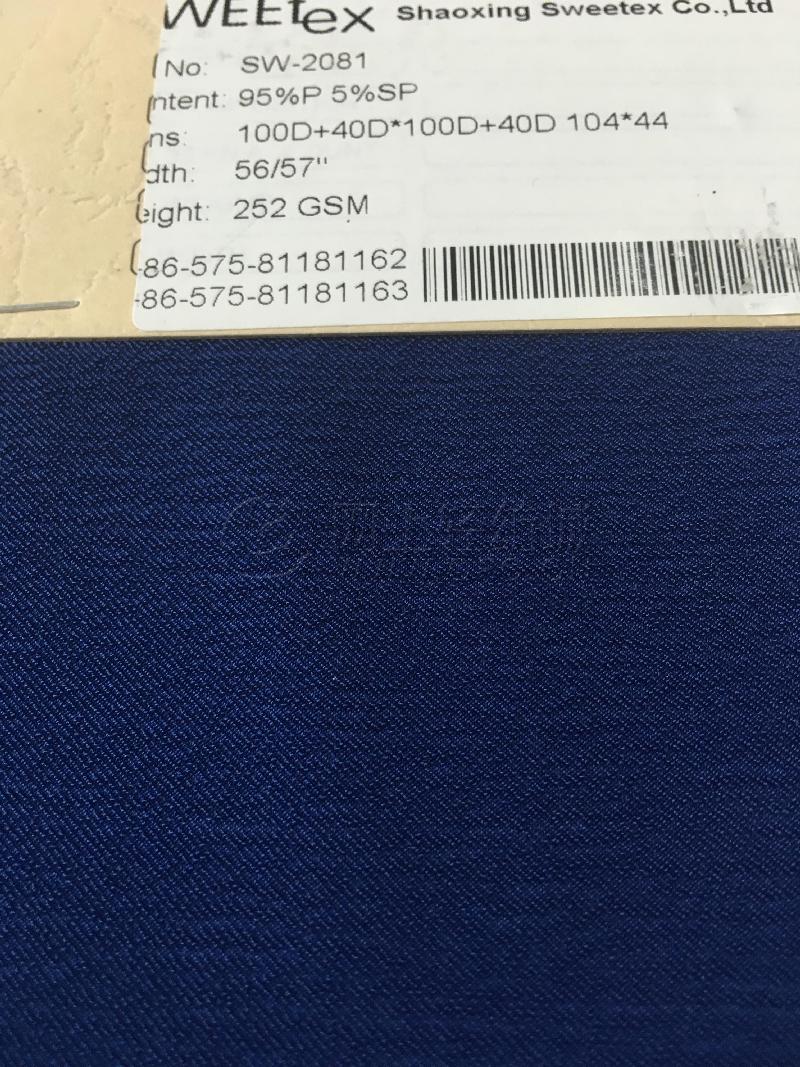 WEEtex Shaoxing Sweetex Co.,Ltd
No: SW-2081
ntent: 95%P 5%SP
ns: 100D+40D*100D+40D 104*44
dth: 56/57"
eight: 252 GSM
-86-575-81181162
-86-575-81181163